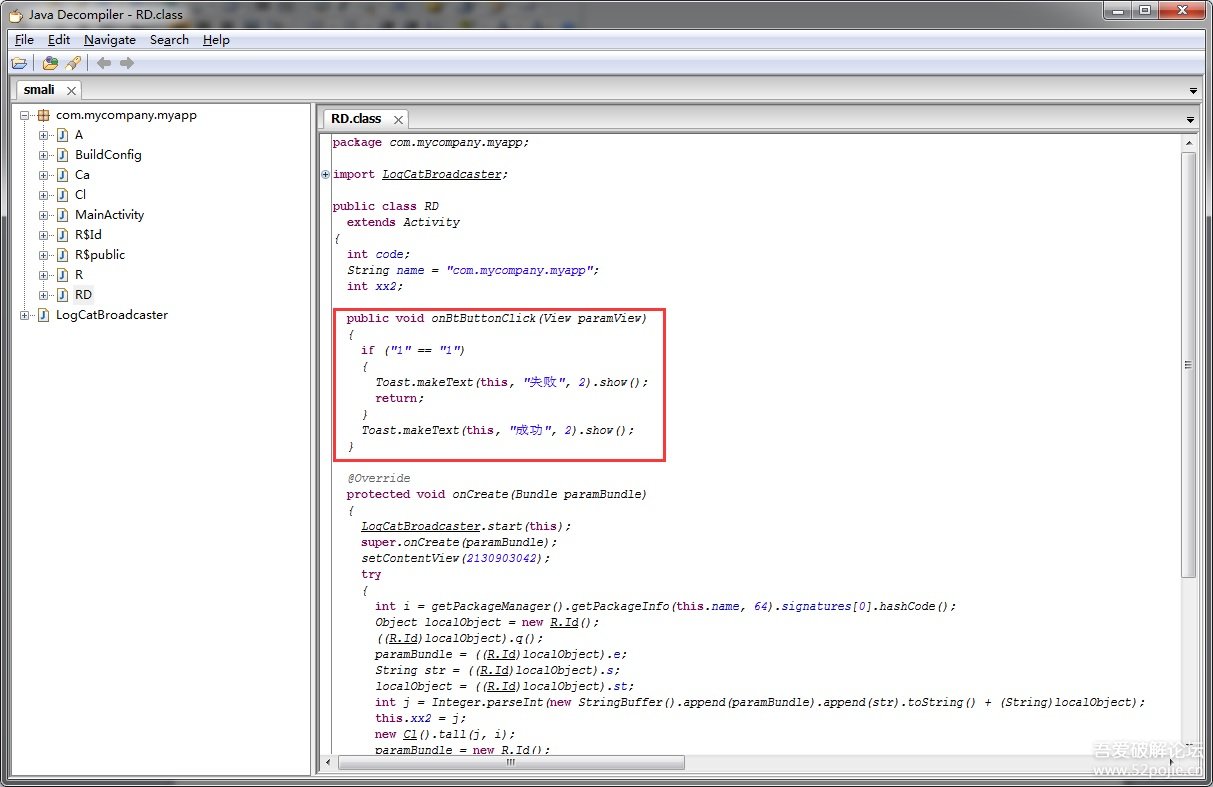 Java Decompiler - RD.class
File Edit Navigate Search Help
smali
com.mycompany.myapp
A
BuildConfig
Ca
Cl
MainActivity
R$Id
R$public
R
RD
LogCatBroadcaster
RD.class
package com.mycompany.myapp;
import LogCatBroadcaster;
public class RD
extends Activity
{
int code;
String name = "com.mycompany.myapp";
int xx2;
public void onBtButtonClick(View paramView)
{
if ("1" == "1")
{
Toast.makeText(this, "失败", 2).show();
return;
}
Toast.makeText(this, "成功", 2).show();
}
@Override
protected void onCreate(Bundle paramBundle)
{
LogCatBroadcaster.start(this);
super.onCreate(paramBundle);
setContentView(2130903042);
try
{
int i = getPackageManager().getPackageInfo(this.name, 64).signatures[0].hashCode();
Object localObject = new R.Id();
((R.Id)localObject).q();
paramBundle = ((R.Id)localObject).e;
String str = ((R.Id)localObject).s;
localObject = ((R.Id)localObject).st;
int j = Integer.parseInt(new StringBuffer().append(paramBundle).append(str).toString() + (String)localObject);
this.xx2 = j;
new Cl().tall(j, i);
paramBundle = new R.Id();
吾爱破解论坛
www.52pojie.cn